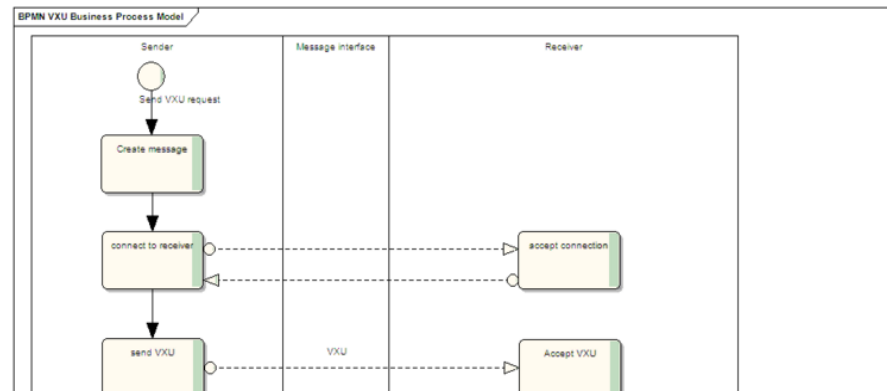 BPMN VXU Business Process Model
Sender
Message interface
Receiver
Send VXU request
Create message
connect to receiver
accept connection
send VXU
VXU
Accept VXU